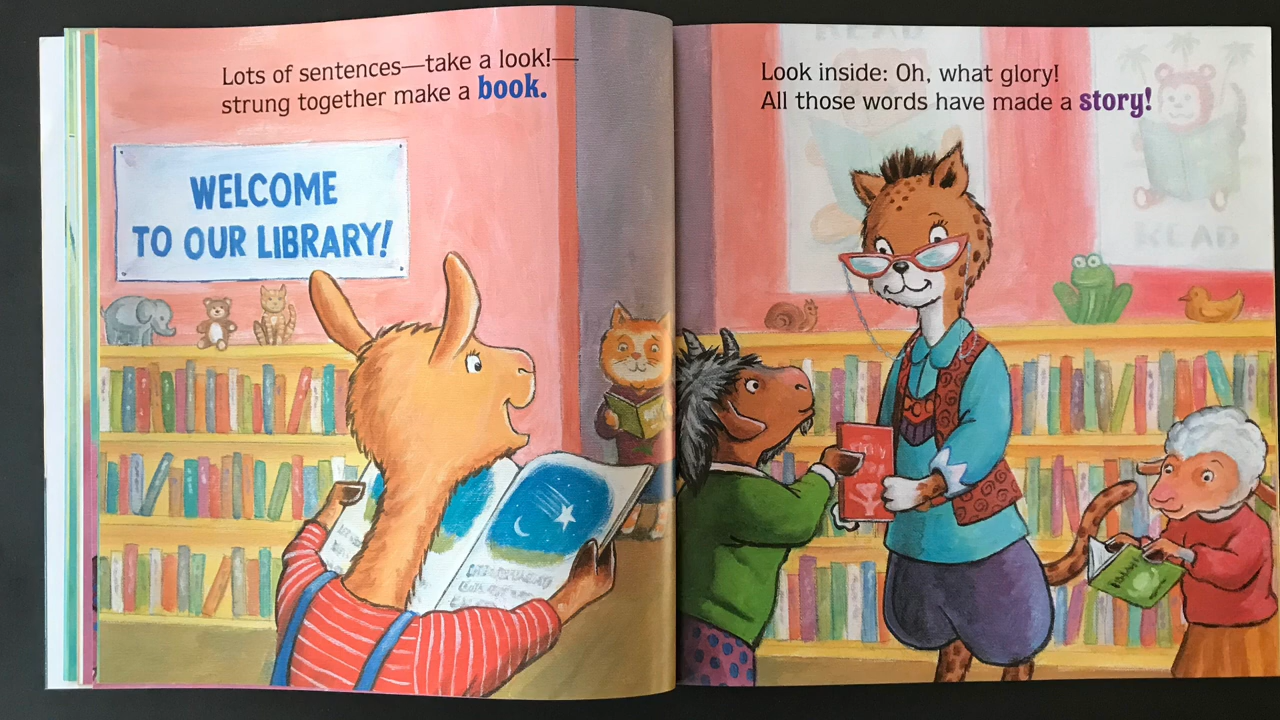 Lots of sentences—take a look!—
strung together make a book.
WELCOME
TO OUR LIBRARY!
Look inside: Oh, what glory!
All those words have made a story!
READ
READ